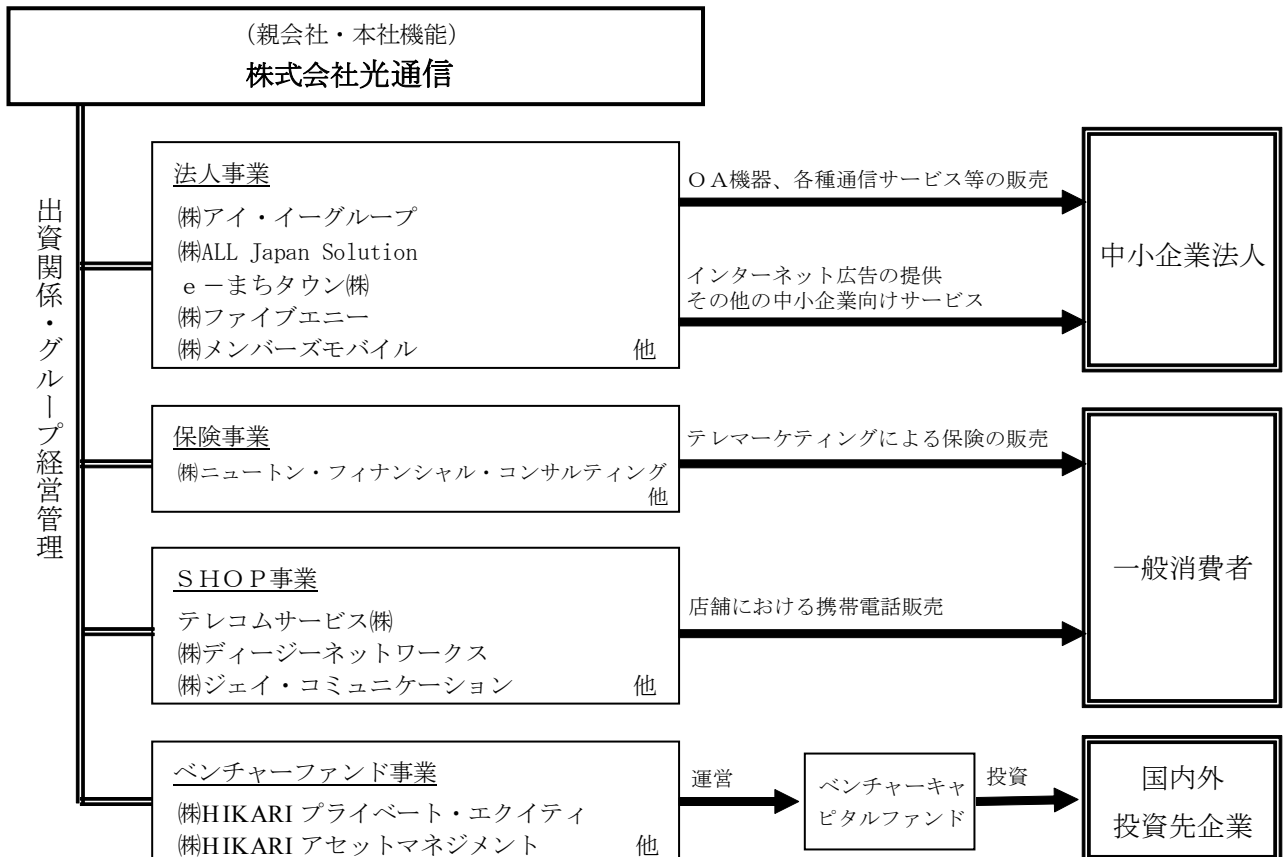 （親会社・本社機能）
株式会社光通信
出資関係・グループ経営管理
法人事業
㈱アイ・イーグループ
㈱ALL Japan Solution
ｅ－まちタウン㈱
㈱ファイブエニー
㈱メンバーズモバイル 他
ＯＡ機器、各種通信サービス等の販売
インターネット広告の提供
その他の中小企業向けサービス
中小企業法人
保険事業
㈱ニュートン・フィナンシャル・コンサルティング
他
テレマーケティングによる保険の販売
一般消費者
ＳＨＯＰ事業
テレコムサービス㈱
㈱ディージーネットワークス
㈱ジェイ・コミュニケーション 他
店舗における携帯電話販売
ベンチャーファンド事業
㈱HIKARI プライベート・エクイティ
㈱HIKARI アセットマネジメント 他
運営
ベンチャーキャ
ピタルファンド
投資
国内外
投資先企業